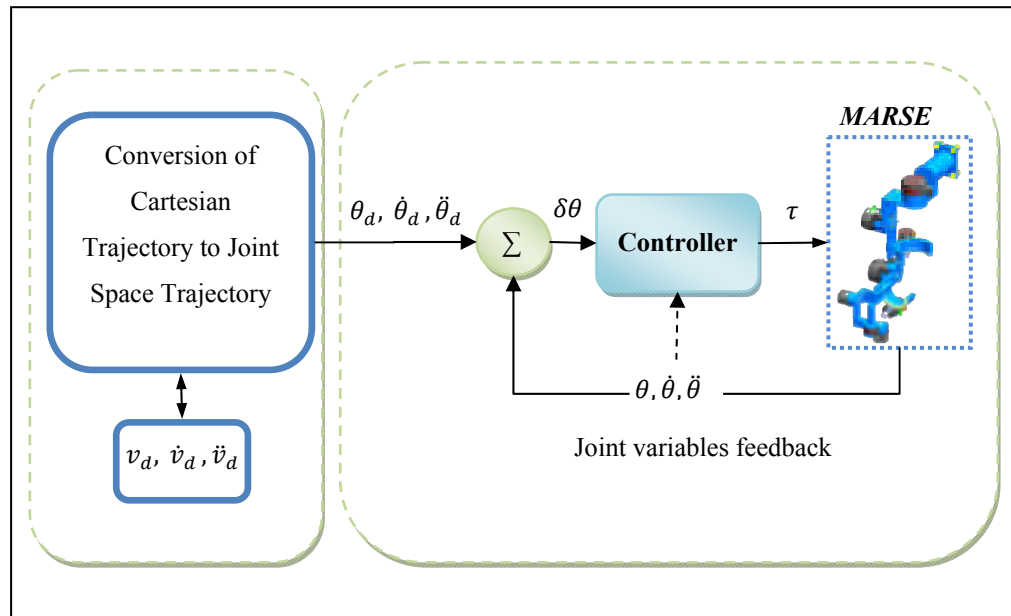 MARSE
Conversion of
Cartesian
Trajectory to Joint
Space Trajectory
θ_d, θ̇_d, θ̈_d
∑
δθ
Controller
τ
θ, θ̇, θ̈
Joint variables feedback
v_d, v̇_d, v̈_d